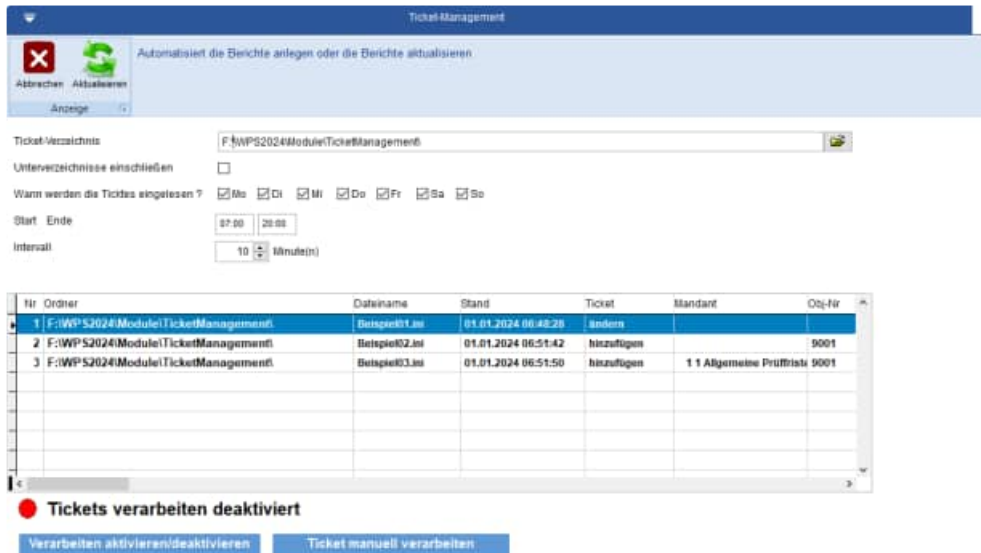 Ticket-Management
Automatisiert die Berichte anlegen oder die Berichte aktualisieren
Abbrechen Aktualisieren
Anzeige
Ticket-Verzeichnis F:\WPS2024\Module\TicketManagement\
Unterverzeichnisse einschließen
Wann werden die Ticktes eingelesen ? Mo Di Mi Do Fr Sa So
Start Ende 07:00 20:00
Intervall 10 Minute(n)
Nr Ordner Dateiname Stand Ticket Mandant Obj-Nr
1 F:\WPS2024\Module\TicketManagement\ Beispiel01.ini 01.01.2024 06:48:28 ändern
2 F:\WPS2024\Module\TicketManagement\ Beispiel02.ini 01.01.2024 06:51:42 hinzufügen 9001
3 F:\WPS2024\Module\TicketManagement\ Beispiel03.ini 01.01.2024 06:51:50 hinzufügen 1 1 Allgemeine Prüffriste 9001
Tickets verarbeiten deaktiviert
Verarbeiten aktivieren/deaktivieren Ticket manuell verarbeiten